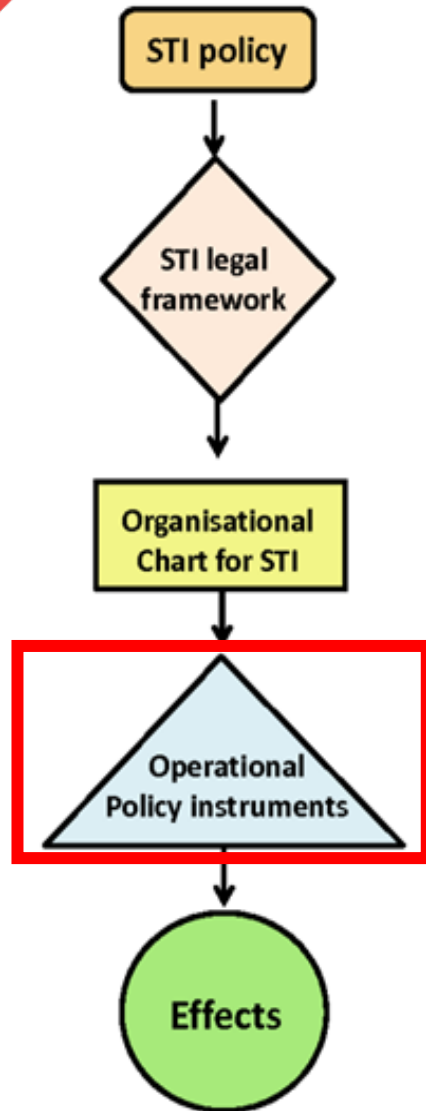 STI policy
STI legal
framework
Organisational
Chart for STI
Operational
Policy instruments
Effects